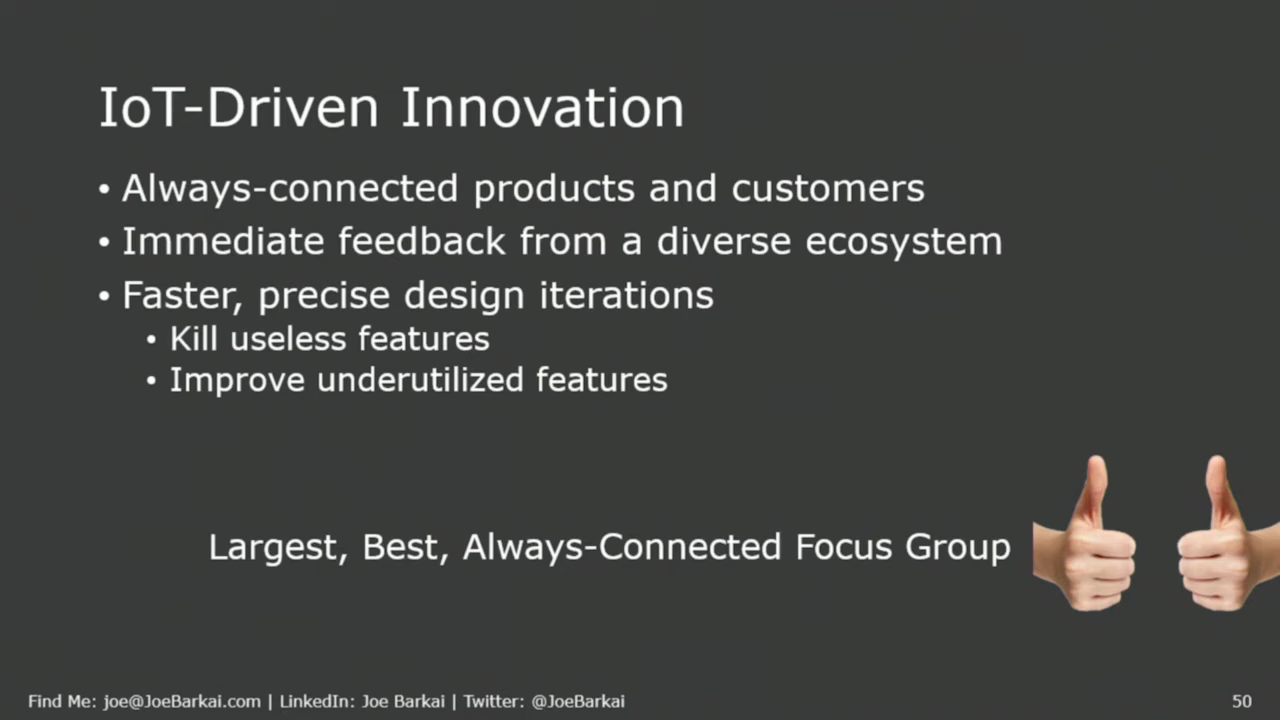 IoT-Driven Innovation
• Always-connected products and customers
• Immediate feedback from a diverse ecosystem
• Faster, precise design iterations
• Kill useless features
• Improve underutilized features
Largest, Best, Always-Connected Focus Group
Find Me: joe@JoeBarkai.com | LinkedIn: Joe Barkai | Twitter: @JoeBarkai
50